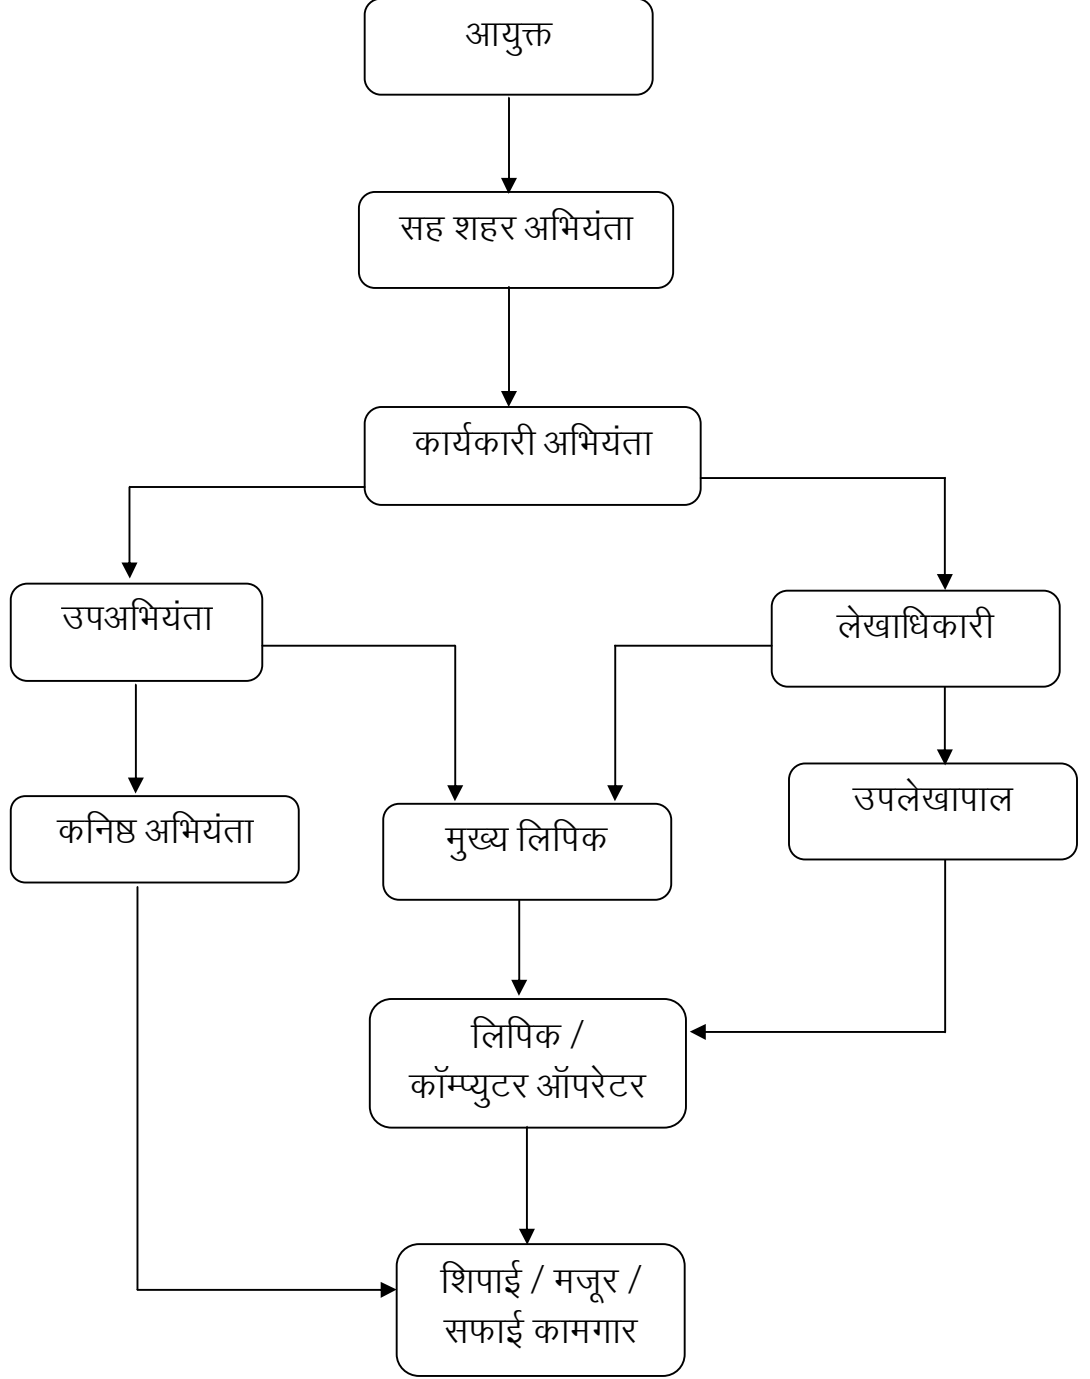 आयुक्त
सह शहर अभियंता
कार्यकारी अभियंता
उपअभियंता
लेखाधिकारी
कनिष्ठ अभियंता
मुख्य लिपिक
उपलेखापाल
लिपिक /
कॉम्प्युटर ऑपरेटर
शिपाई / मजूर /
सफाई कामगार